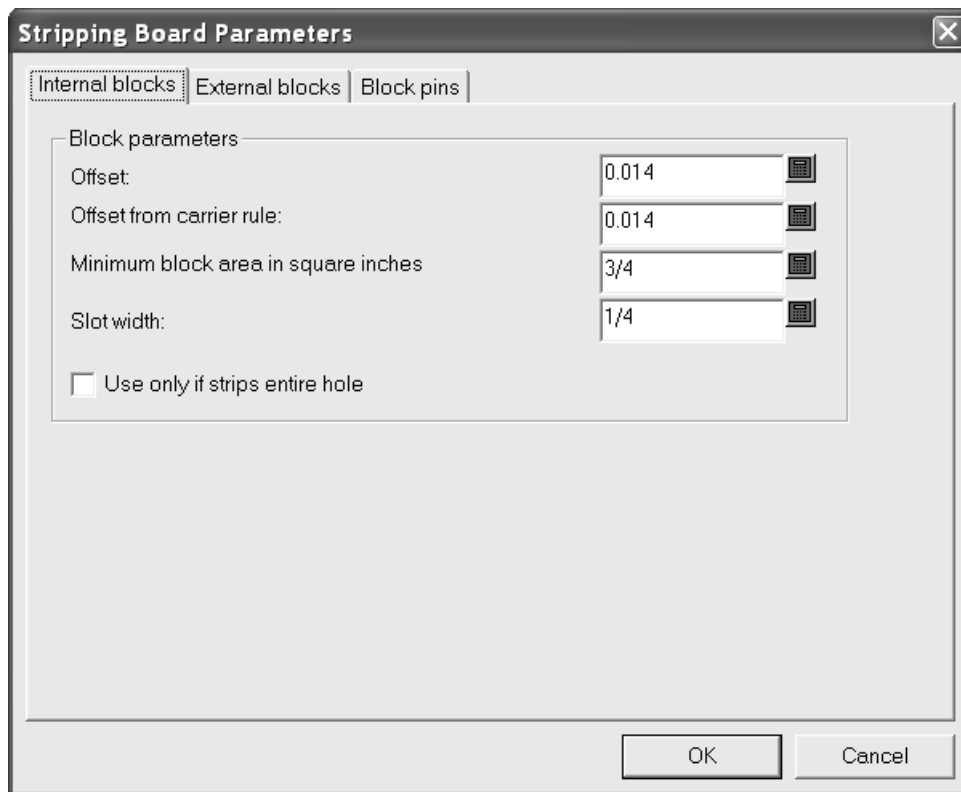 Stripping Board Parameters
Internal blocks External blocks Block pins
Block parameters
Offset: 0.014
Offset from carrier rule: 0.014
Minimum block area in square inches 3/4
Slot width: 1/4
Use only if strips entire hole
OK Cancel